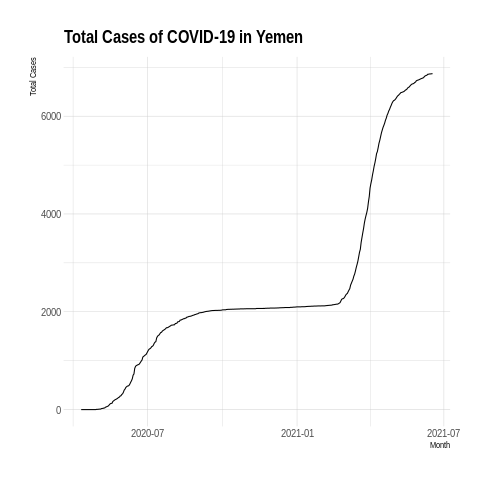 Total Cases of COVID-19 in Yemen
Total Cases
6000
4000
2000
0
2020-07 2021-01 2021-07
Month